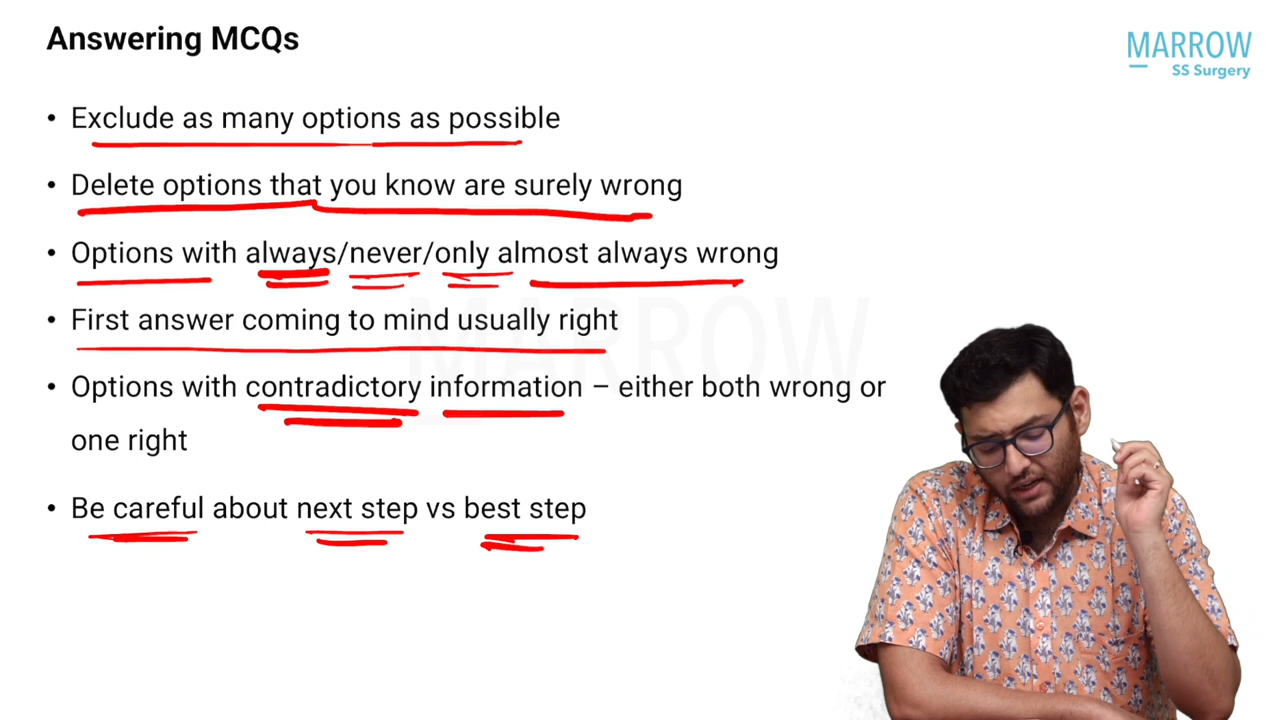 Answering MCQs
MARROW
SS Surgery
• Exclude as many options as possible
• Delete options that you know are surely wrong
• Options with always/never/only almost always wrong
• First answer coming to mind usually right
MARROW
• Options with contradictory information – either both wrong or
one right
• Be careful about next step vs best step